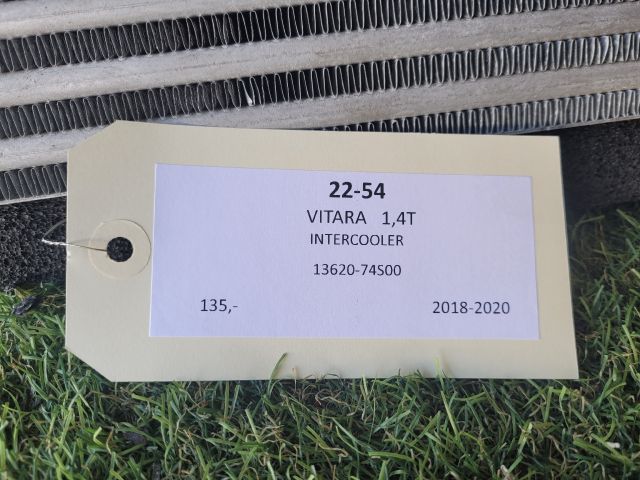 22-54
VITARA 1,4T
INTERCOOLER
13620-74S00
135,- 2018-2020